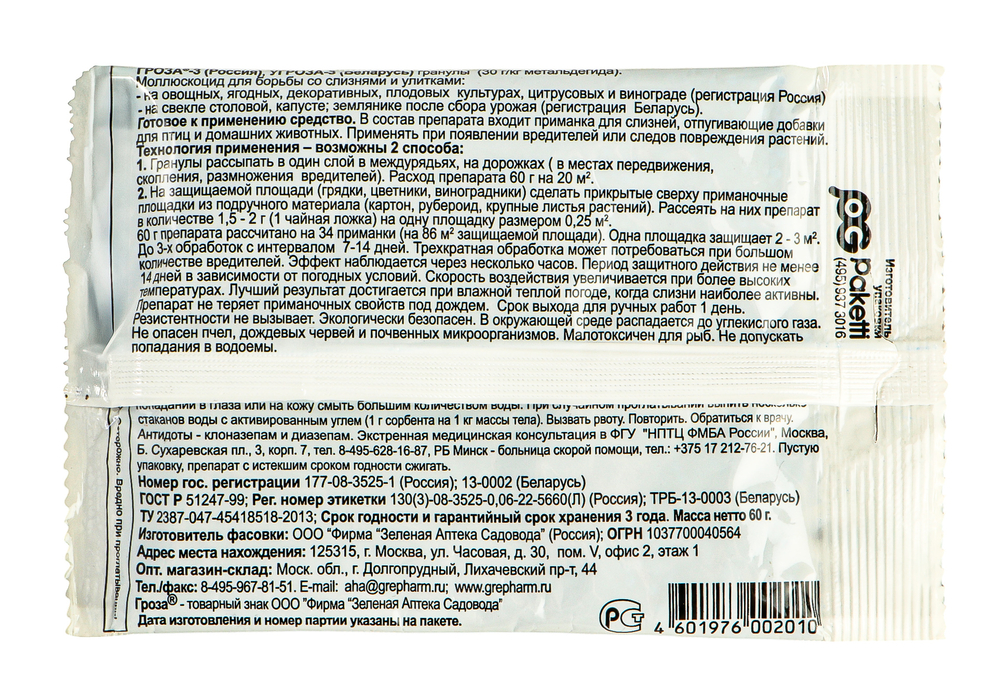 ГРОЗА®-3 (Россия), УГРОЗА-3 (Беларусь) гранулы (30 г/кг метальдегида).
Моллюскоцид для борьбы со слизнями и улитками:
- на овощных, ягодных, декоративных, плодовых культурах, цитрусовых и винограде (регистрация Россия)
- на свекле столовой, капусте; землянике после сбора урожая (регистрация Беларусь).
Готовое к применению средство. В состав препарата входит приманка для слизней, отпугивающие добавки
для птиц и домашних животных. Применять при появлении вредителей или следов повреждения растений.
Технология применения – возможны 2 способа:
1. Гранулы рассыпать в один слой в междурядьях, на дорожках ( в местах передвижения,
скопления, размножения вредителей). Расход препарата 60 г на 20 м².
2. На защищаемой площади (грядки, цветники, виноградники) сделать прикрытые сверху приманочные
площадки из подручного материала (картон, рубероид, крупные листья растений). Рассеять на них препарат
в количестве 1,5 - 2 г (1 чайная ложка) на одну площадку размером 0,25 м².
60 г препарата рассчитано на 34 приманки (на 86 м² защищаемой площади). Одна площадка защищает 2 - 3 м².
До 3-х обработок с интервалом 7-14 дней. Трехкратная обработка может потребоваться при большом
количестве вредителей. Эффект наблюдается через несколько часов. Период защитного действия не менее
14 дней в зависимости от погодных условий. Скорость воздействия увеличивается при более высоких
температурах. Лучший результат достигается при влажной теплой погоде, когда слизни наиболее активны.
Препарат не теряет приманочных свойств под дождем. Срок выхода для ручных работ 1 день.
Резистентности не вызывает. Экологически безопасен. В окружающей среде распадается до углекислого газа.
Не опасен пчел, дождевых червей и почвенных микроорганизмов. Малотоксичен для рыб. Не допускать
попадания в водоемы.
попадании в глаза или на кожу смыть большим количеством воды. При случайном проглатывании выпить несколько
стаканов воды с активированным углем (1 г сорбента на 1 кг массы тела). Вызвать рвоту. Повторить. Обратиться к врачу.
Антидоты - клоназепам и диазепам. Экстренная медицинская консультация в ФГУ "НПТЦ ФМБА России", Москва,
Б. Сухаревская пл., 3, корп. 7, тел. 8-495-628-16-87, РБ Минск - больница скорой помощи, тел.: +375 17 212-76-21. Пустую
упаковку, препарат с истекшим сроком годности сжигать.
Номер гос. регистрации 177-08-3525-1 (Россия); 13-0002 (Беларусь)
ГОСТ Р 51247-99; Рег. номер этикетки 130(3)-08-3525-0,06-22-5660(Л) (Россия); ТРБ-13-0003 (Беларусь)
ТУ 2387-047-45418518-2013; Срок годности и гарантийный срок хранения 3 года. Масса нетто 60 г.
Изготовитель фасовки: ООО "Фирма "Зеленая Аптека Садовода" (Россия); ОГРН 1037700040564
Адрес места нахождения: 125315, г. Москва, ул. Часовая, д. 30, пом. V, офис 2, этаж 1
Опт. магазин-склад: Моск. обл., г. Долгопрудный, Лихачевский пр-т, 44
Тел./факс: 8-495-967-81-51. E-mail: aha@grepharm.ru; www.grepharm.ru
Гроза® - товарный знак ООО "Фирма "Зеленая Аптека Садовода"
Дата изготовления и номер партии указаны на пакете.
РСТ
4 601976 002010
Осторожно. Вредно при проглатывании!
paketti
(495)937 3016
Изготовитель
упаковки